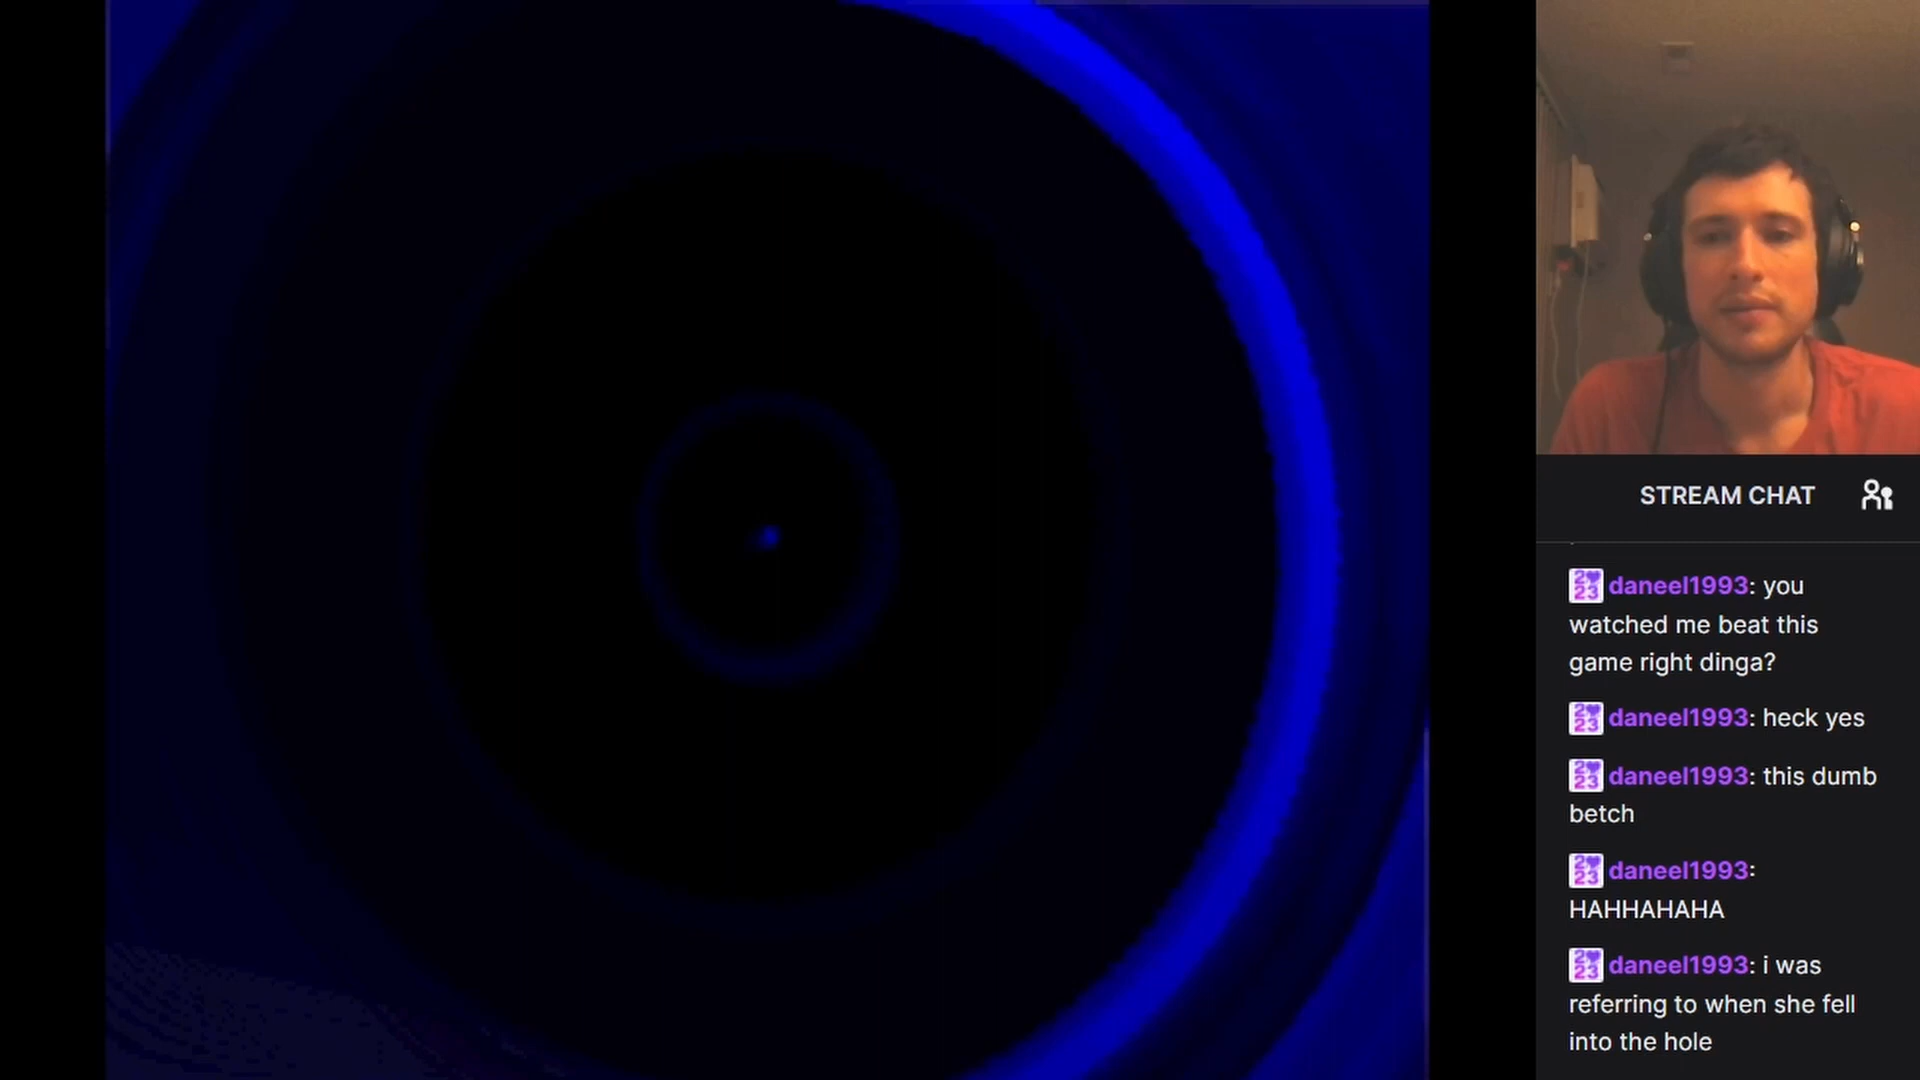 STREAM CHAT
daneel1993: you
watched me beat this
game right dinga?
daneel1993: heck yes
daneel1993: this dumb
betch
daneel1993:
HAHHAHAHA
daneel1993: i was
referring to when she fell
into the hole